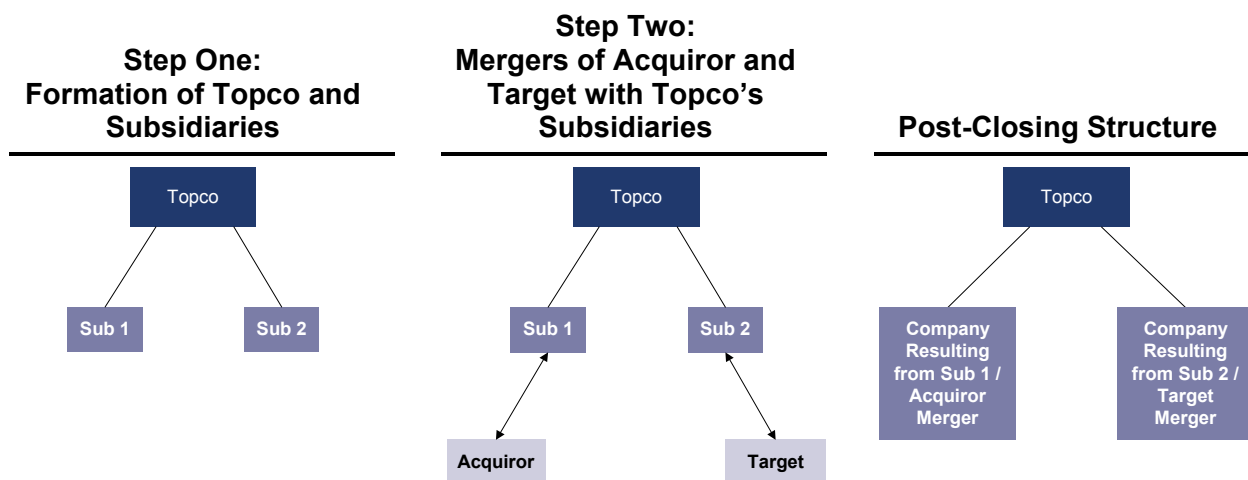 Step One:
Formation of Topco and
Subsidiaries
Topco
Sub 1
Sub 2
Step Two:
Mergers of Acquiror and
Target with Topco’s
Subsidiaries
Topco
Sub 1
Sub 2
Acquiror
Target
Post-Closing Structure
Topco
Company
Resulting
from Sub 1 /
Acquiror
Merger
Company
Resulting
from Sub 2 /
Target
Merger